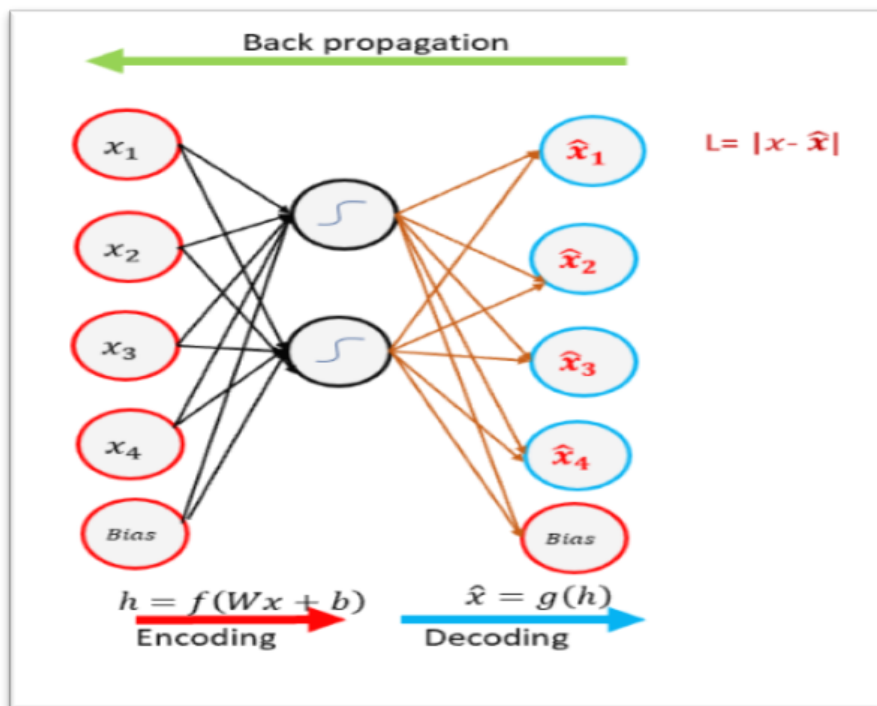 Back propagation
x₁
x̂₁
L= |x- x̂|
x₂
x̂₂
x₃
x̂₃
x₄
x̂₄
Bias
Bias
h = f(Wx + b)
x̂ = g(h)
Encoding
Decoding